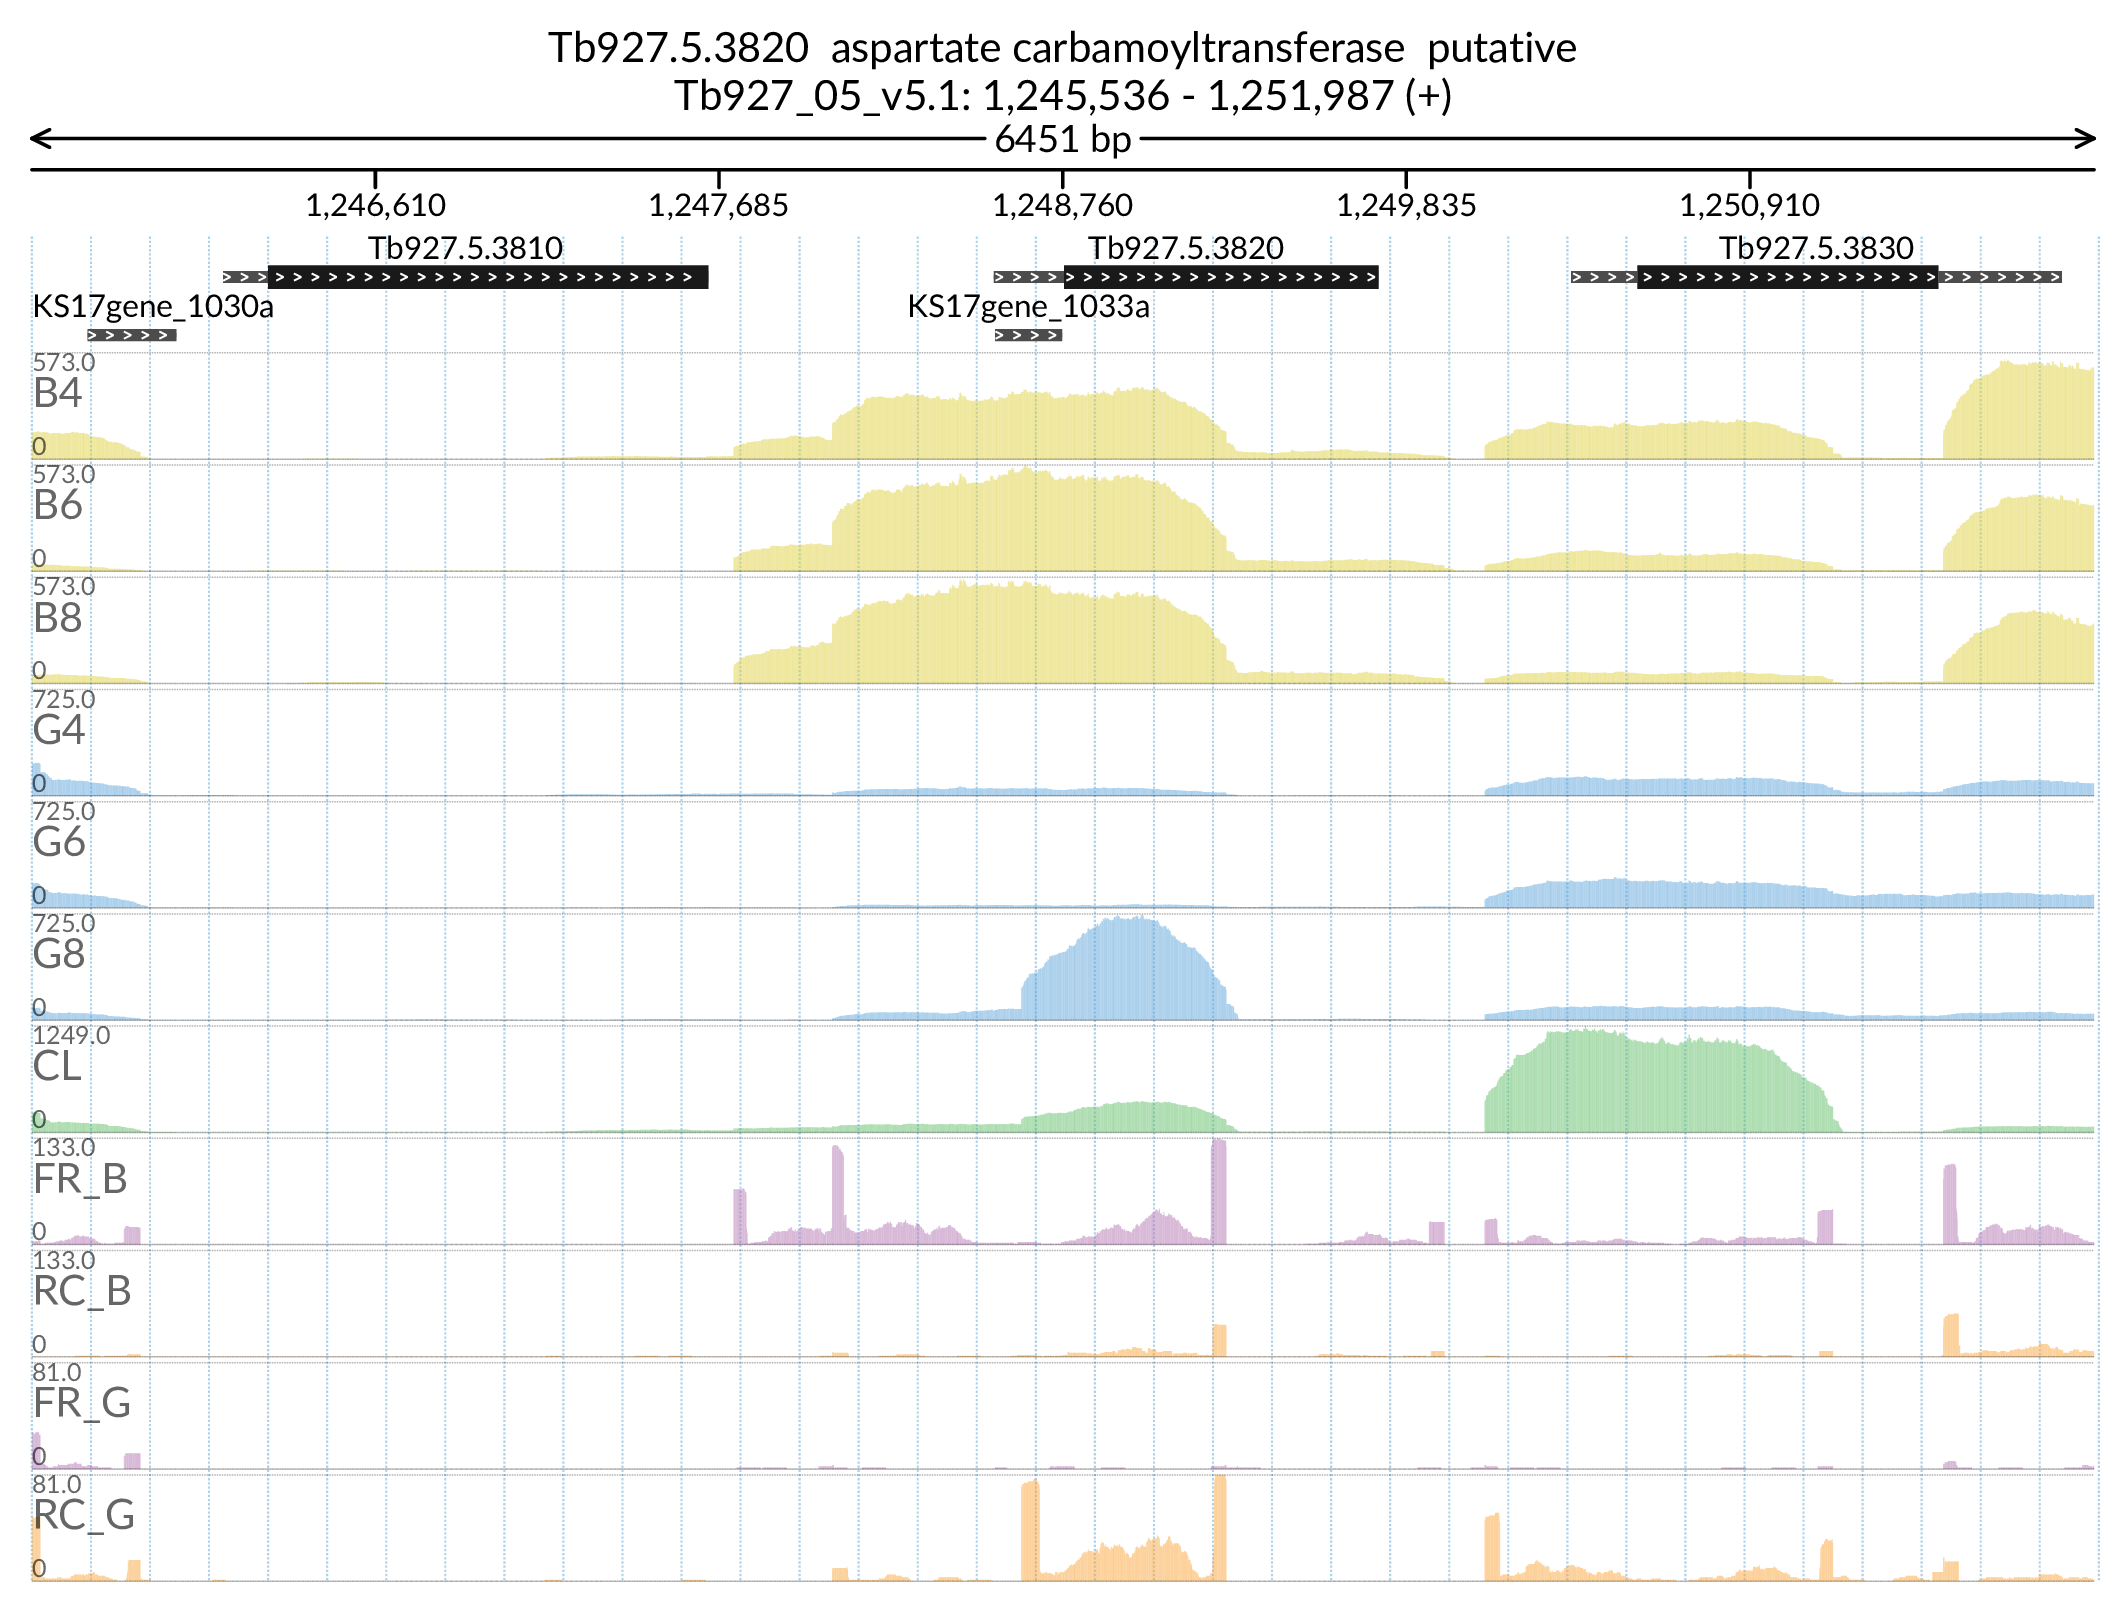 Tb927.5.3820  aspartate carbamoyltransferase  putative
Tb927_05_v5.1: 1,245,536 - 1,251,987 (+)
6451 bp
1,246,610 1,247,685 1,248,760 1,249,835 1,250,910
Tb927.5.3810 Tb927.5.3820 Tb927.5.3830
KS17gene_1030a KS17gene_1033a
573.0
B4
0
573.0
B6
0
573.0
B8
0
725.0
G4
0
725.0
G6
0
725.0
G8
0
1249.0
CL
0
133.0
FR_B
0
133.0
RC_B
0
81.0
FR_G
0
81.0
RC_G
0